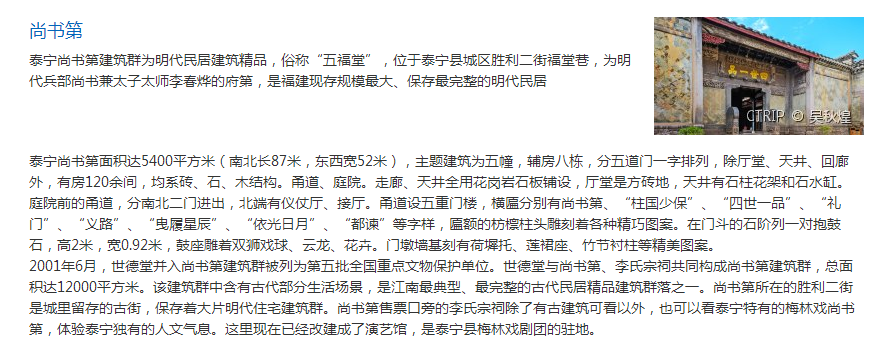 尚书第
泰宁尚书第建筑群为明代民居建筑精品，俗称“五福堂”，位于泰宁县城区胜利二街福堂巷，为明
代兵部尚书兼太子太师李春烨的府第，是福建现存规模最大、保存最完整的明代民居
四世一品
CTRIP © 吴秋煌
泰宁尚书第面积达5400平方米（南北长87米，东西宽52米），主题建筑为五幢，辅房八栋，分五道门一字排列，除厅堂、天井、回廊
外，有房120余间，均系砖、石、木结构。甬道、庭院。走廊、天井全用花岗岩石板铺设，厅堂是方砖地，天井有石柱花架和石水缸。
庭院前的甬道，分南北二门进出，北端有仪仗厅、接厅。甬道设五重门楼，横匾分别有尚书第、“柱国少保”、“四世一品”、“礼
门”、“义路”、“曳履星辰”、“依光日月”、“都谏”等字样，匾额的枋檩柱头雕刻着各种精巧图案。在门斗的石阶列一对抱鼓
石，高2米，宽0.92米，鼓座雕着双狮戏球、云龙、花卉。门墩墙基刻有荷墀托、莲裙座、竹节衬柱等精美图案。
2001年6月，世德堂并入尚书第建筑群被列为第五批全国重点文物保护单位。世德堂与尚书第、李氏宗祠共同构成尚书第建筑群，总面
积达12000平方米。该建筑群中含有古代部分生活场景，是江南最典型、最完整的古代民居精品建筑群落之一。尚书第所在的胜利二街
是城里留存的古街，保存着大片明代住宅建筑群。尚书第售票口旁的李氏宗祠除了有古建筑可看以外，也可以看泰宁特有的梅林戏尚书
第，体验泰宁独有的人文气息。这里现在已经改建成了演艺馆，是泰宁县梅林戏剧团的驻地。